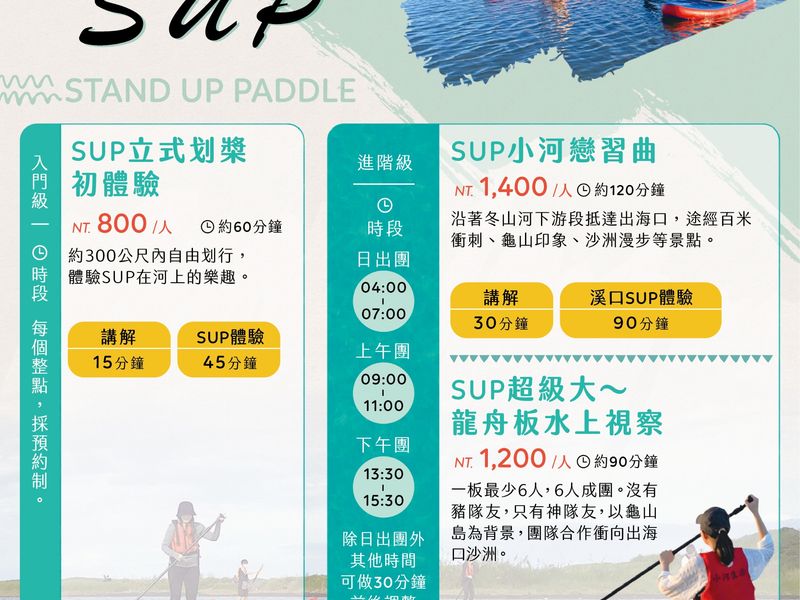 SUP
STAND UP PADDLE
入門級｜時段 每個整點，採預約制。
SUP立式划槳
初體驗
NT. 800 /人 約60分鐘
約300公尺內自由划行，
體驗SUP在河上的樂趣。
講解
15分鐘
SUP體驗
45分鐘
進階級
時段
日出團
04:00
-
07:00
上午團
09:00
-
11:00
下午團
13:30
-
15:30
除日出團外
其他時間
可做30分鐘
前後調整
SUP小河戀習曲
NT. 1,400 /人 約120分鐘
沿著冬山河下游段抵達出海口，途經百米
衝刺、龜山印象、沙洲漫步等景點。
講解
30分鐘
溪口SUP體驗
90分鐘
SUP超級大～
龍舟板水上視察
NT. 1,200 /人 約90分鐘
一板最少6人，6人成團。沒有
豬隊友，只有神隊友，以龜山
島為背景，團隊合作衝向出海
口沙洲。